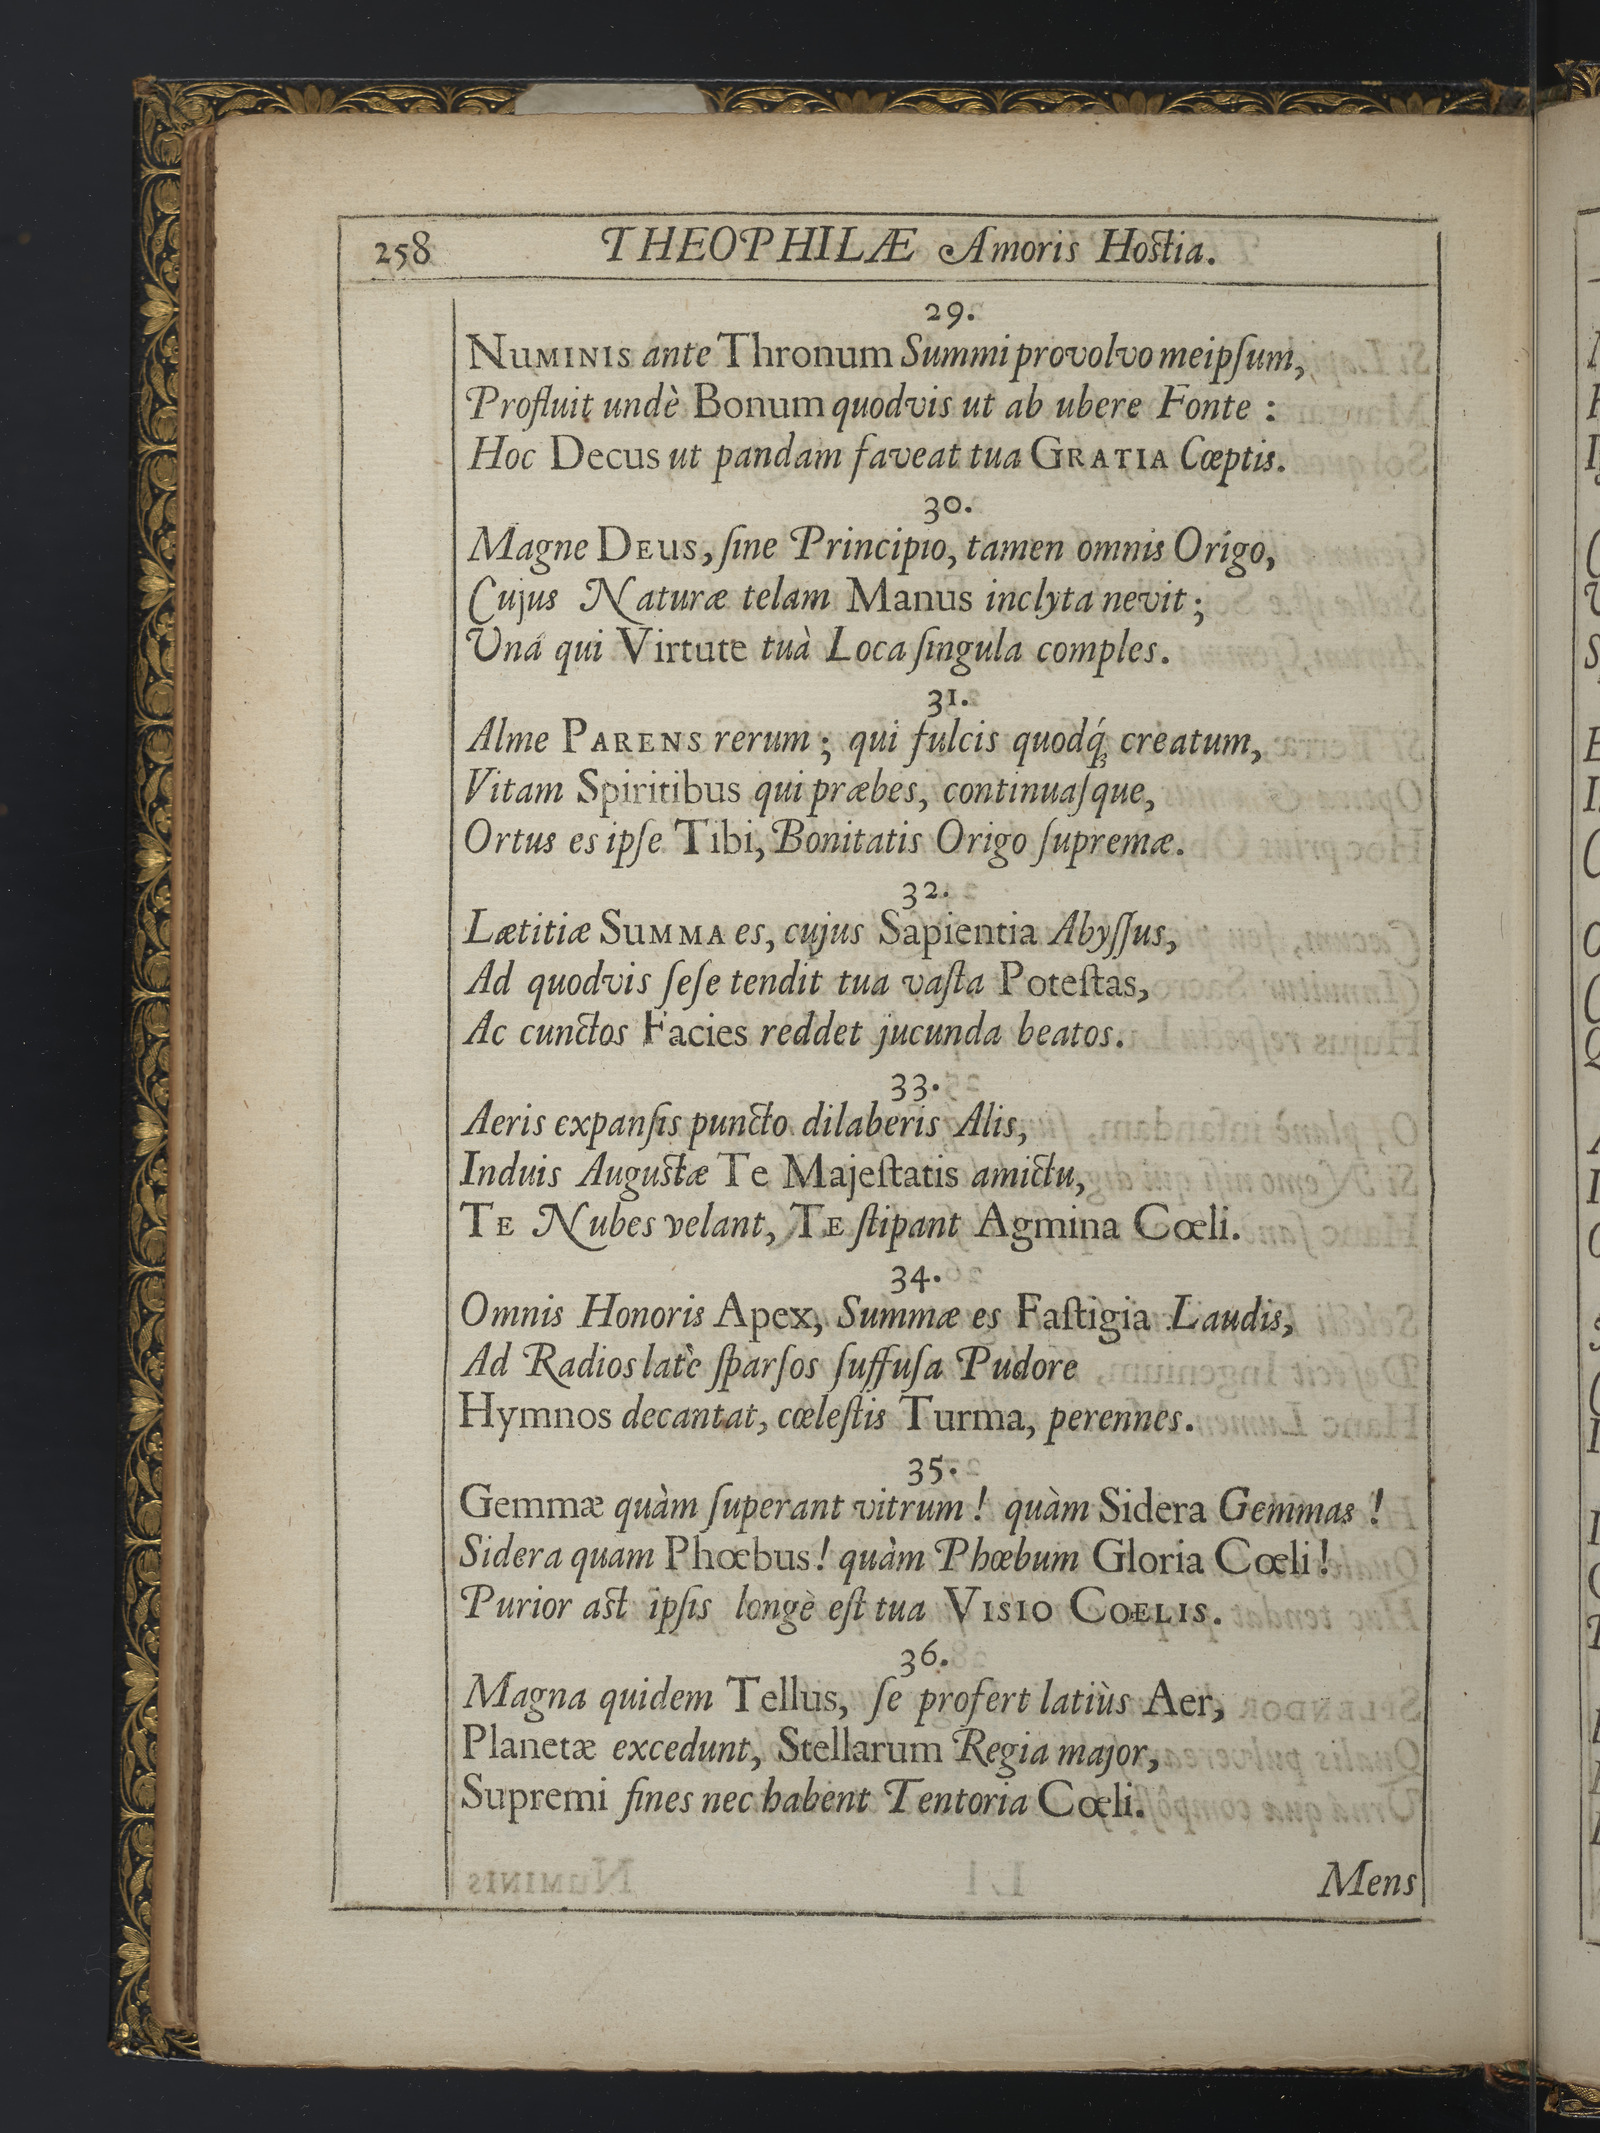 258 THEOPHILÆ Amoris Hostia.
29.
NUMINIS ante Thronum Summi provolvo meipſum,
Profluit undè Bonum quodvis ut ab ubere Fonte :
Hoc Decus ut pandam faveat tua GRATIA Cœptis.
30.
Magne DEUS, ſine Principio, tamen omnis Origo,
Cujus Naturæ telam Manus inclyta nevit ;
Unâ qui Virtute tuà Loca ſingula comples.
31.
Alme PARENS rerum ; qui fulcis quodq́ꝫ creatum,
Vitam Spiritibus qui præbes, continuaſque,
Ortus es ipſe Tibi, Bonitatis Origo ſupremæ.
32.
Lætitiæ SUMMA es, cujus Sapientia Abyſſus,
Ad quodvis ſeſe tendit tua vaſta Poteſtas,
Ac cunctos Facies reddet jucunda beatos.
33.
Aeris expanſis puncto dilaberis Alis,
Induis Augustæ Te Majeſtatis amictu,
TE Nubes velant, TE ſtipant Agmina Cœli.
34.
Omnis Honoris Apex, Summæ es Faſtigia Laudis,
Ad Radios latè ſparſos ſuffuſa Pudore
Hymnos decantat, cœleſtis Turma, perennes.
35.
Gemmæ quàm ſuperant vitrum ! quàm Sidera Gemmas !
Sidera quam Phœbus ! quàm Phœbum Gloria Cœli !
Purior ast ipſis longè eſt tua VISIO COELIS.
36.
Magna quidem Tellus, ſe profert latiùs Aer,
Planetæ excedunt, Stellarum Regia major,
Supremi fines nec habent Tentoria Cœli.
Mens